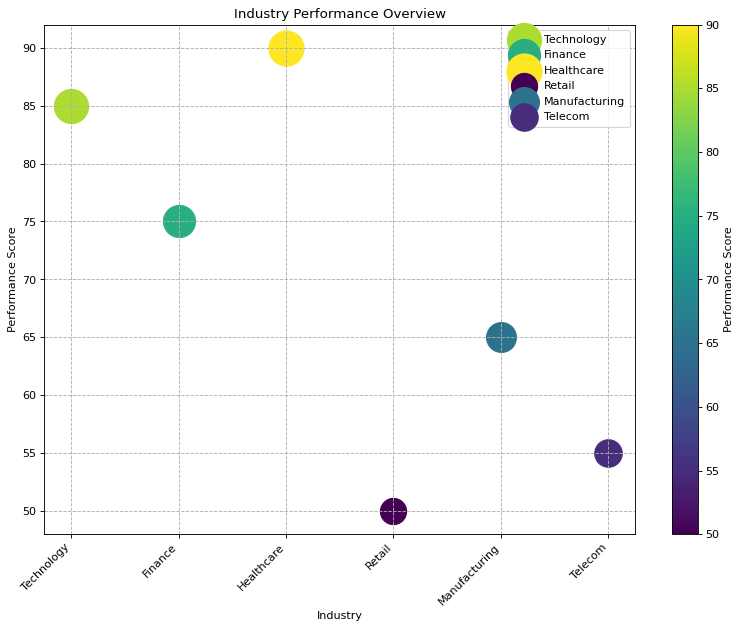 Industry Performance Overview
Performance Score
90
85
80
75
70
65
60
55
50
Technology
Finance
Healthcare
Retail
Manufacturing
Telecom
Technology
Finance
Healthcare
Retail
Manufacturing
Telecom
Industry
90
85
80
75
70
65
60
55
50
Performance Score